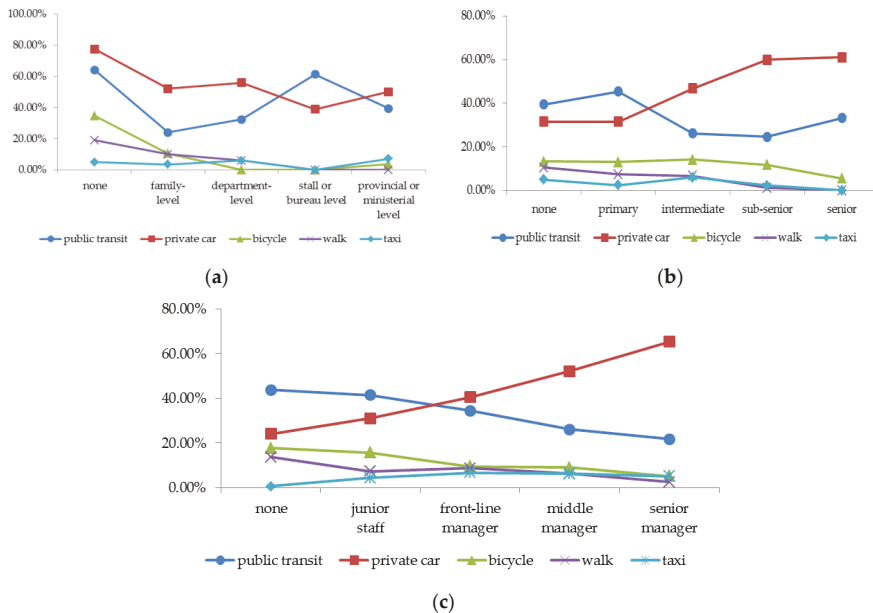 100.00%
80.00%
60.00%
40.00%
20.00%
0.00%
none
family-
level
department-
level
stall or
bureau level
provincial or
ministerial
level
public transit
private car
bicycle
walk
taxi
(a)
80.00%
60.00%
40.00%
20.00%
0.00%
none
primary
intermediate
sub-senior
senior
public transit
private car
bicycle
walk
taxi
(b)
80.00%
60.00%
40.00%
20.00%
0.00%
none
junior
staff
front-line
manager
middle
manager
senior
manager
public transit
private car
bicycle
walk
taxi
(c)